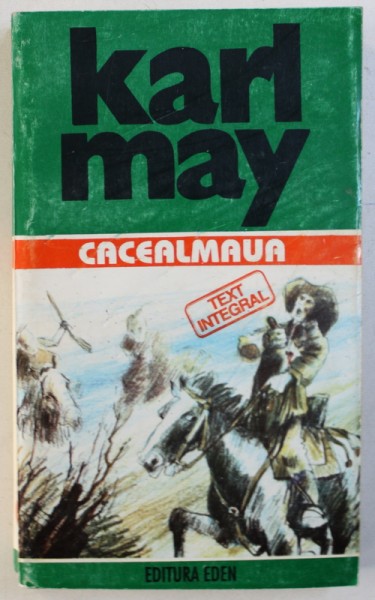 karl
may
CACEALMAUA
TEXT
INTEGRAL
EDITURA EDEN